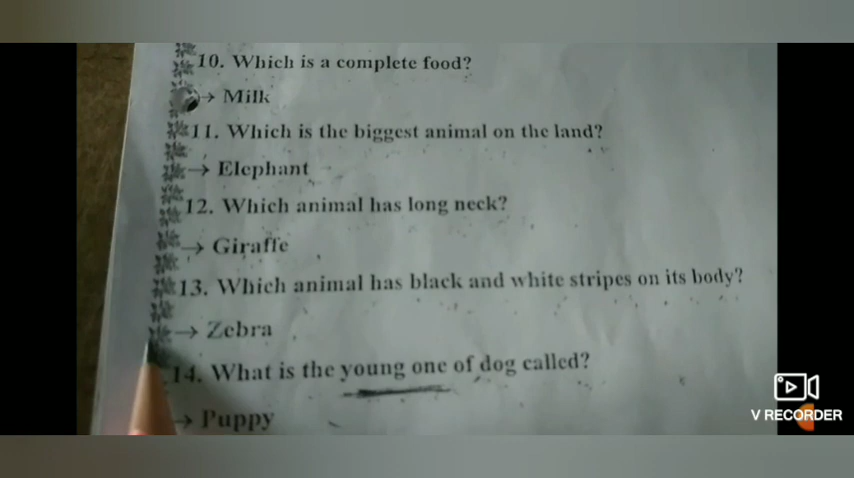 10. Which is a complete food?
→ Milk
11. Which is the biggest animal on the land?
→ Elephant
12. Which animal has long neck?
→ Giraffe
13. Which animal has black and white stripes on its body?
→ Zebra
14. What is the young one of dog called?
→ Puppy
V RECORDER